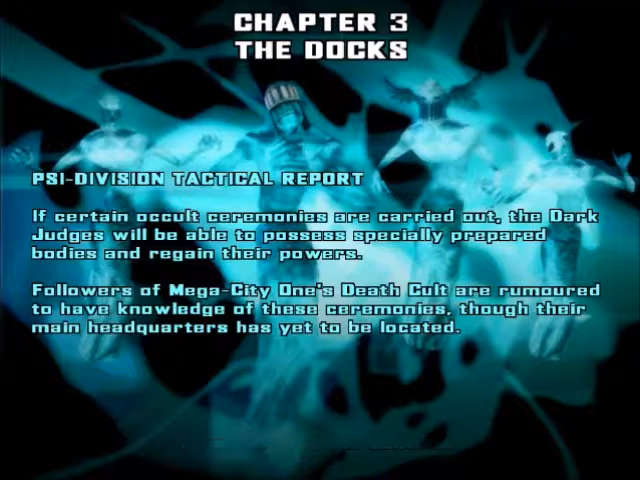 CHAPTER 3
THE DOCKS
PSI-DIVISION TACTICAL REPORT
If certain occult ceremonies are carried out, the Dark
Judges will be able to possess specially prepared
bodies and regain their powers.
Followers of Mega-City One's Death Cult are rumoured
to have knowledge of these ceremonies, though their
main headquarters has yet to be located.